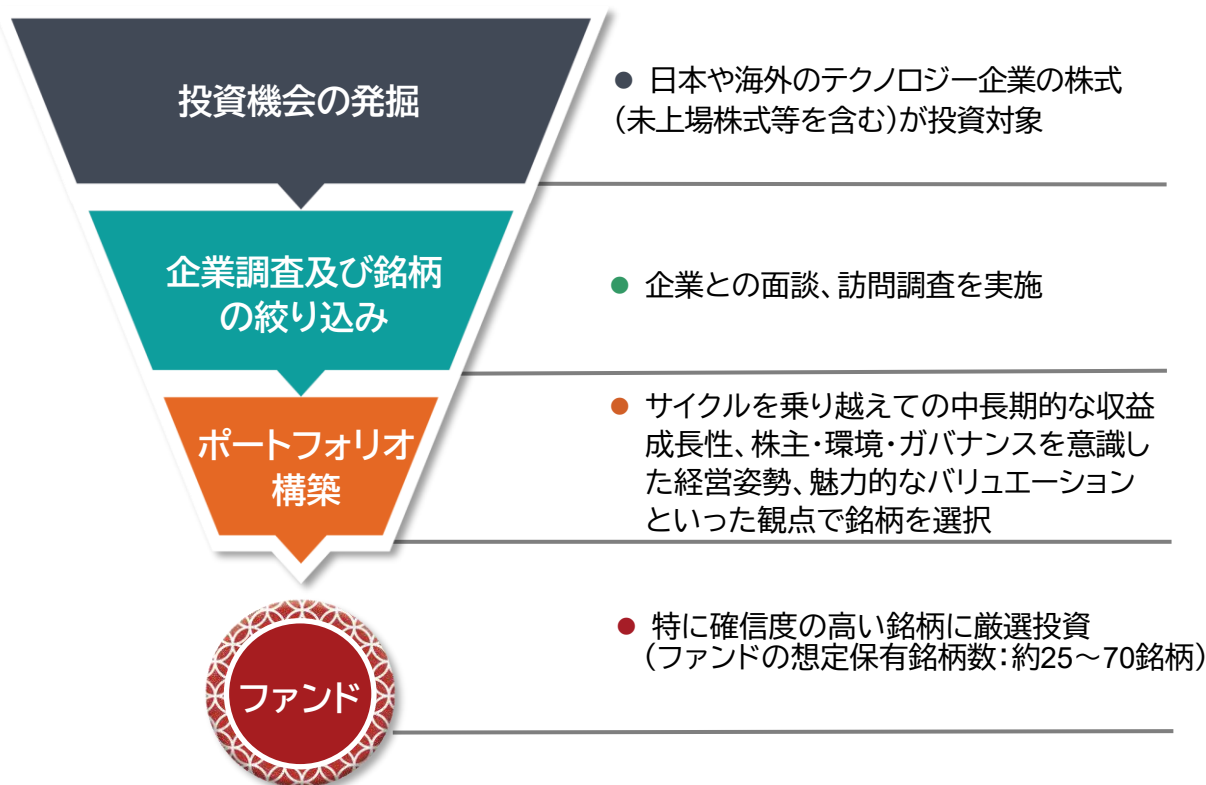 投資機会の発掘
● 日本や海外のテクノロジー企業の株式
(未上場株式等を含む)が投資対象
企業調査及び銘柄
の絞り込み
● 企業との面談、訪問調査を実施
ポートフォリオ
構築
● サイクルを乗り越えての中長期的な収益
成長性、株主・環境・ガバナンスを意識し
た経営姿勢、魅力的なバリュエーション
といった観点で銘柄を選択
ファンド
● 特に確信度の高い銘柄に厳選投資
(ファンドの想定保有銘柄数:約25～70銘柄)